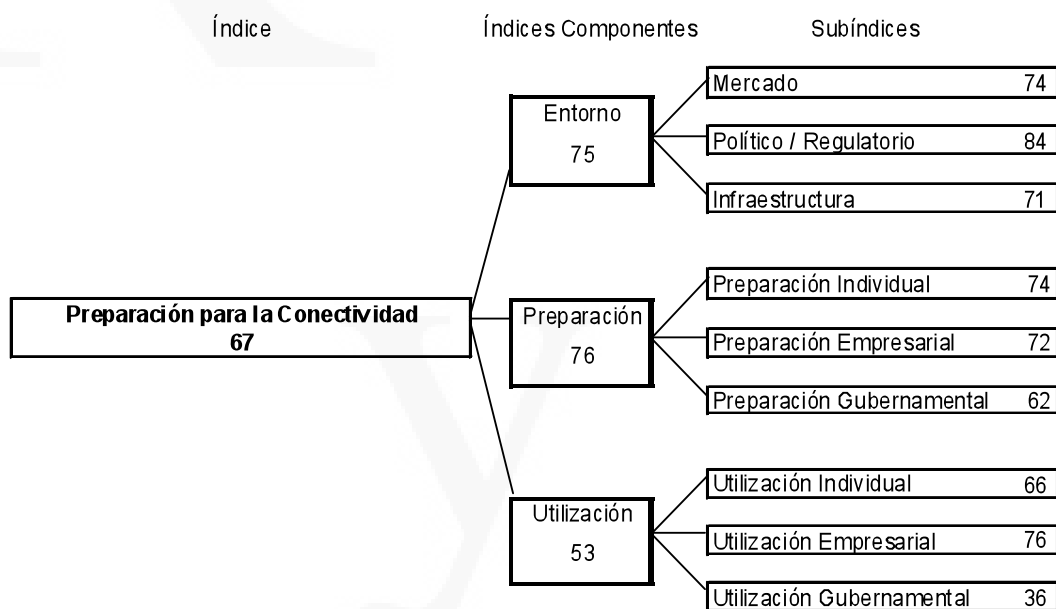 Índice Índices Componentes Subíndices
Mercado 74
Entorno
75
Político / Regulatorio 84
Infraestructura 71
Preparación Individual 74
Preparación para la Conectividad
67
Preparación
76
Preparación Empresarial 72
Preparación Gubernamental 62
Utilización Individual 66
Utilización
53
Utilización Empresarial 76
Utilización Gubernamental 36